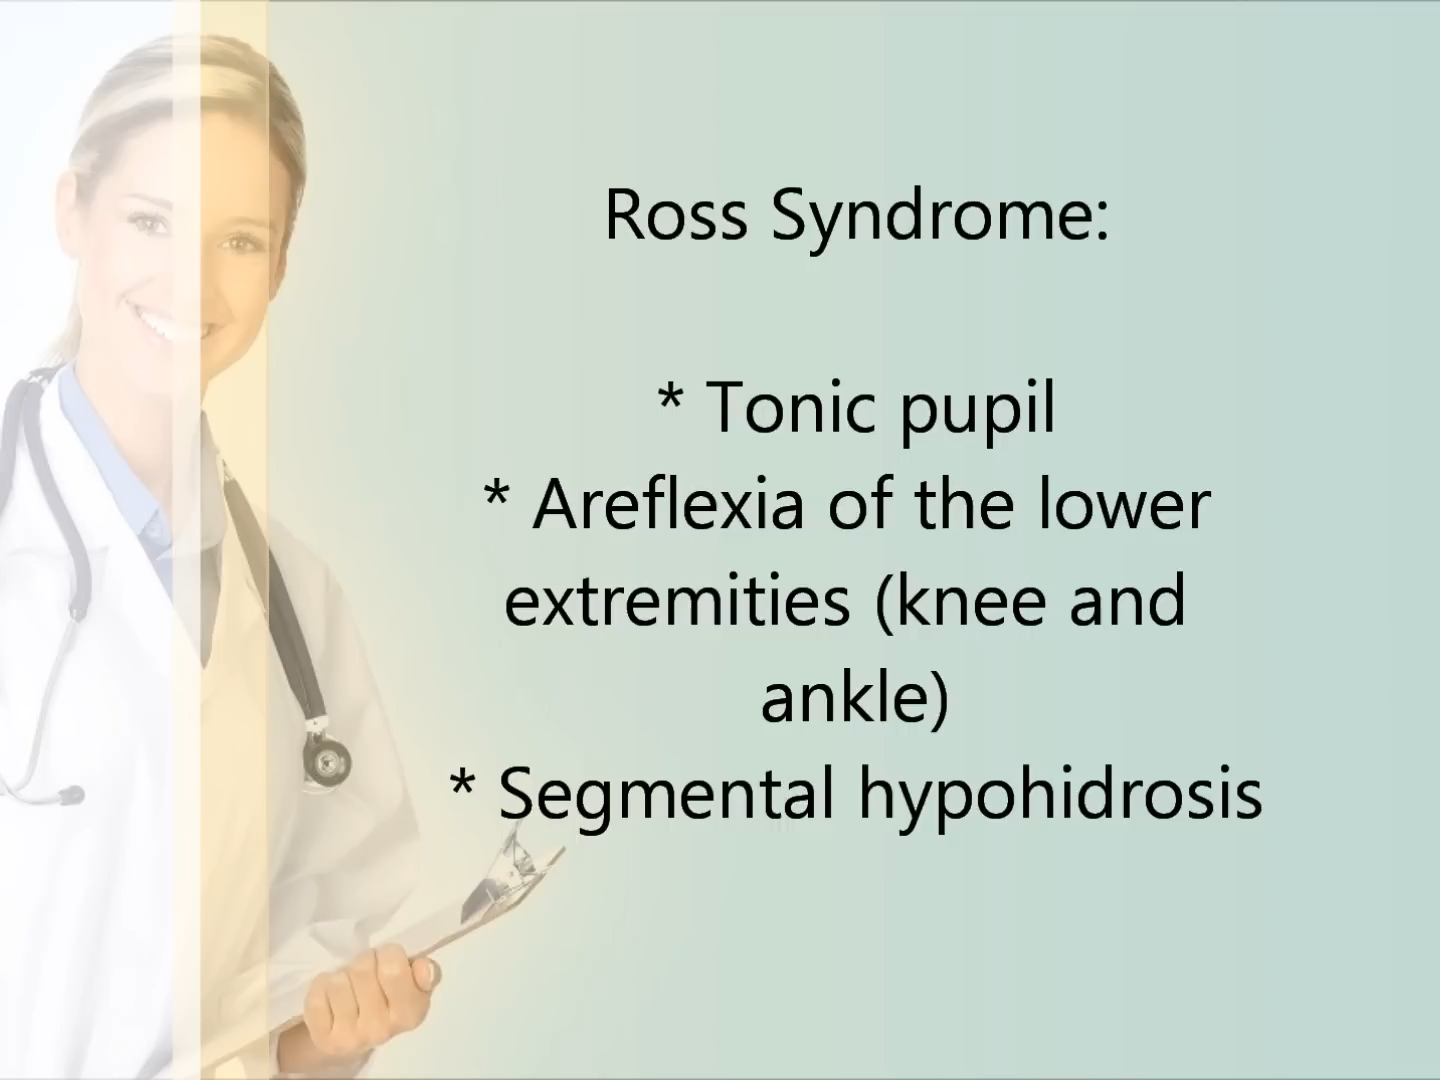 Ross Syndrome:
* Tonic pupil
* Areflexia of the lower
extremities (knee and
ankle)
* Segmental hypohidrosis